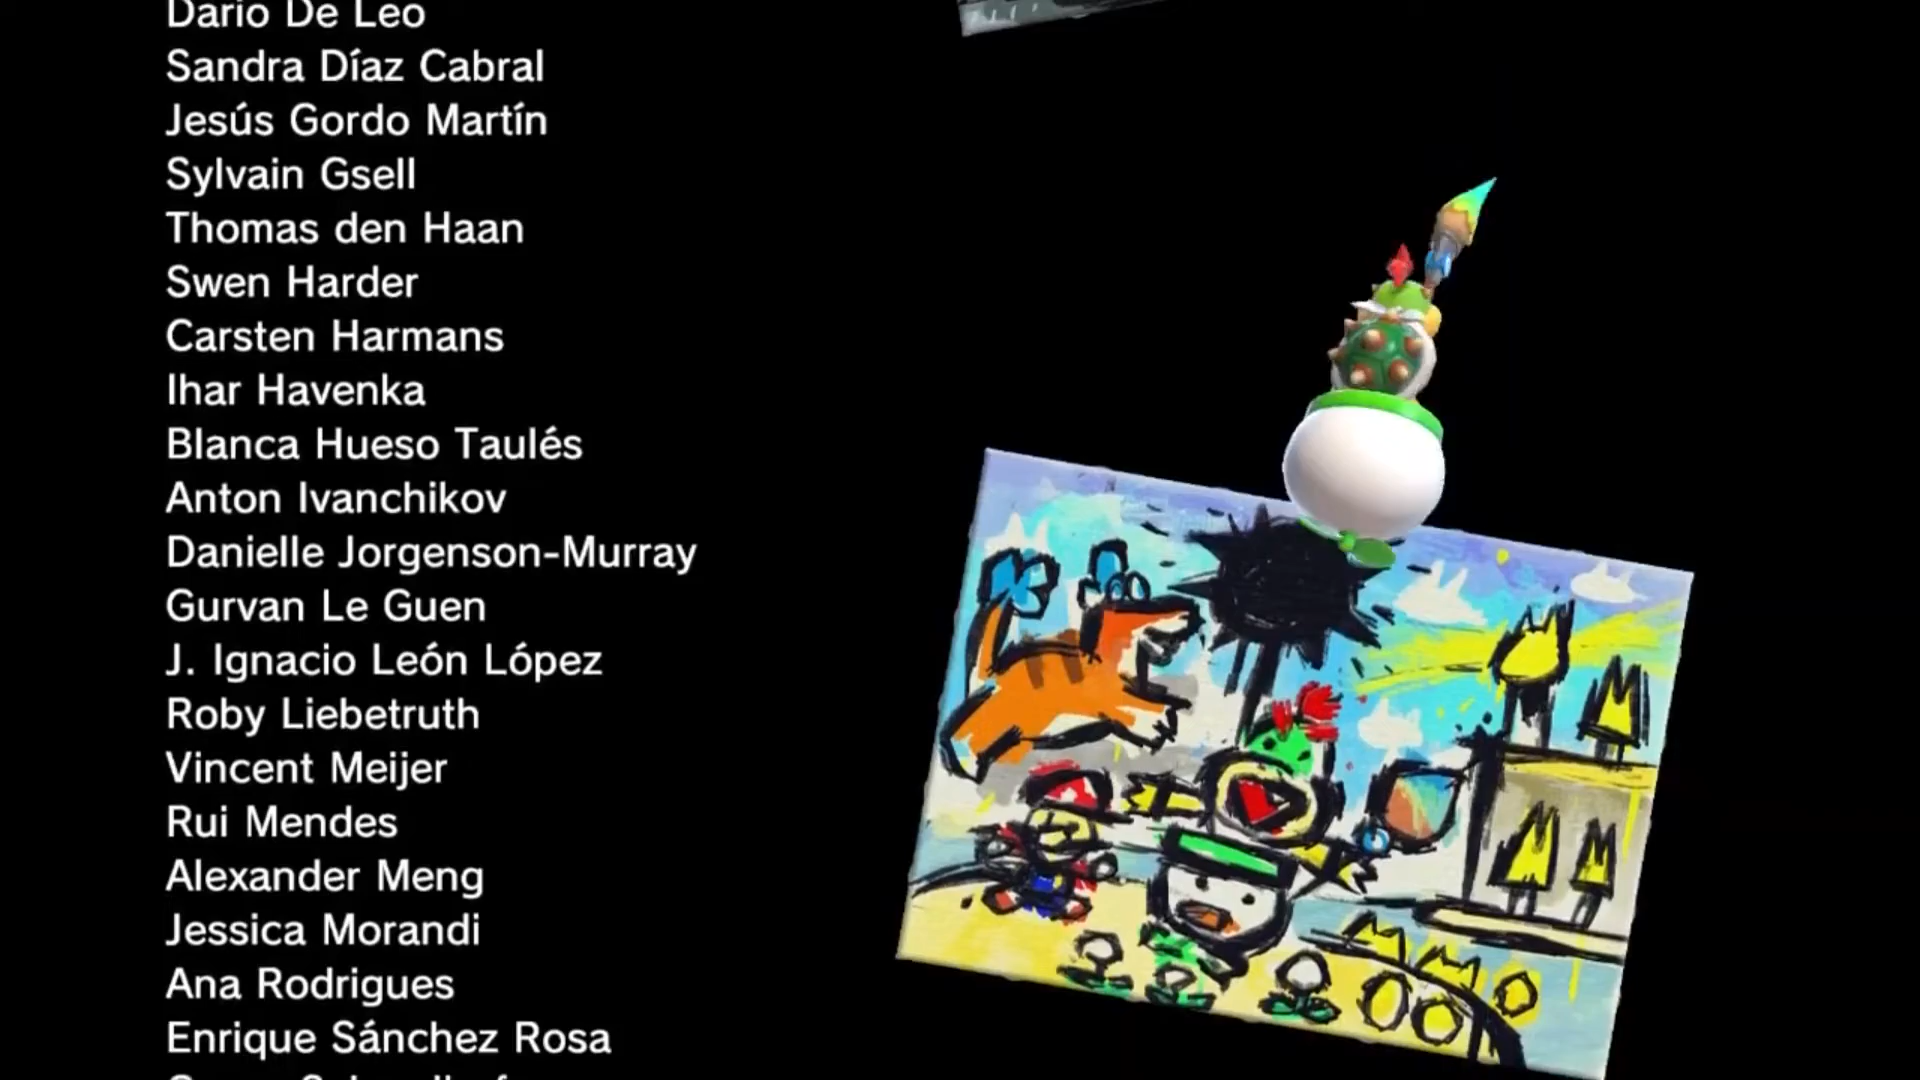 Dario De Leo
Sandra Díaz Cabral
Jesús Gordo Martín
Sylvain Gsell
Thomas den Haan
Swen Harder
Carsten Harmans
Ihar Havenka
Blanca Hueso Taulés
Anton Ivanchikov
Danielle Jorgenson-Murray
Gurvan Le Guen
J. Ignacio León López
Roby Liebetruth
Vincent Meijer
Rui Mendes
Alexander Meng
Jessica Morandi
Ana Rodrigues
Enrique Sánchez Rosa